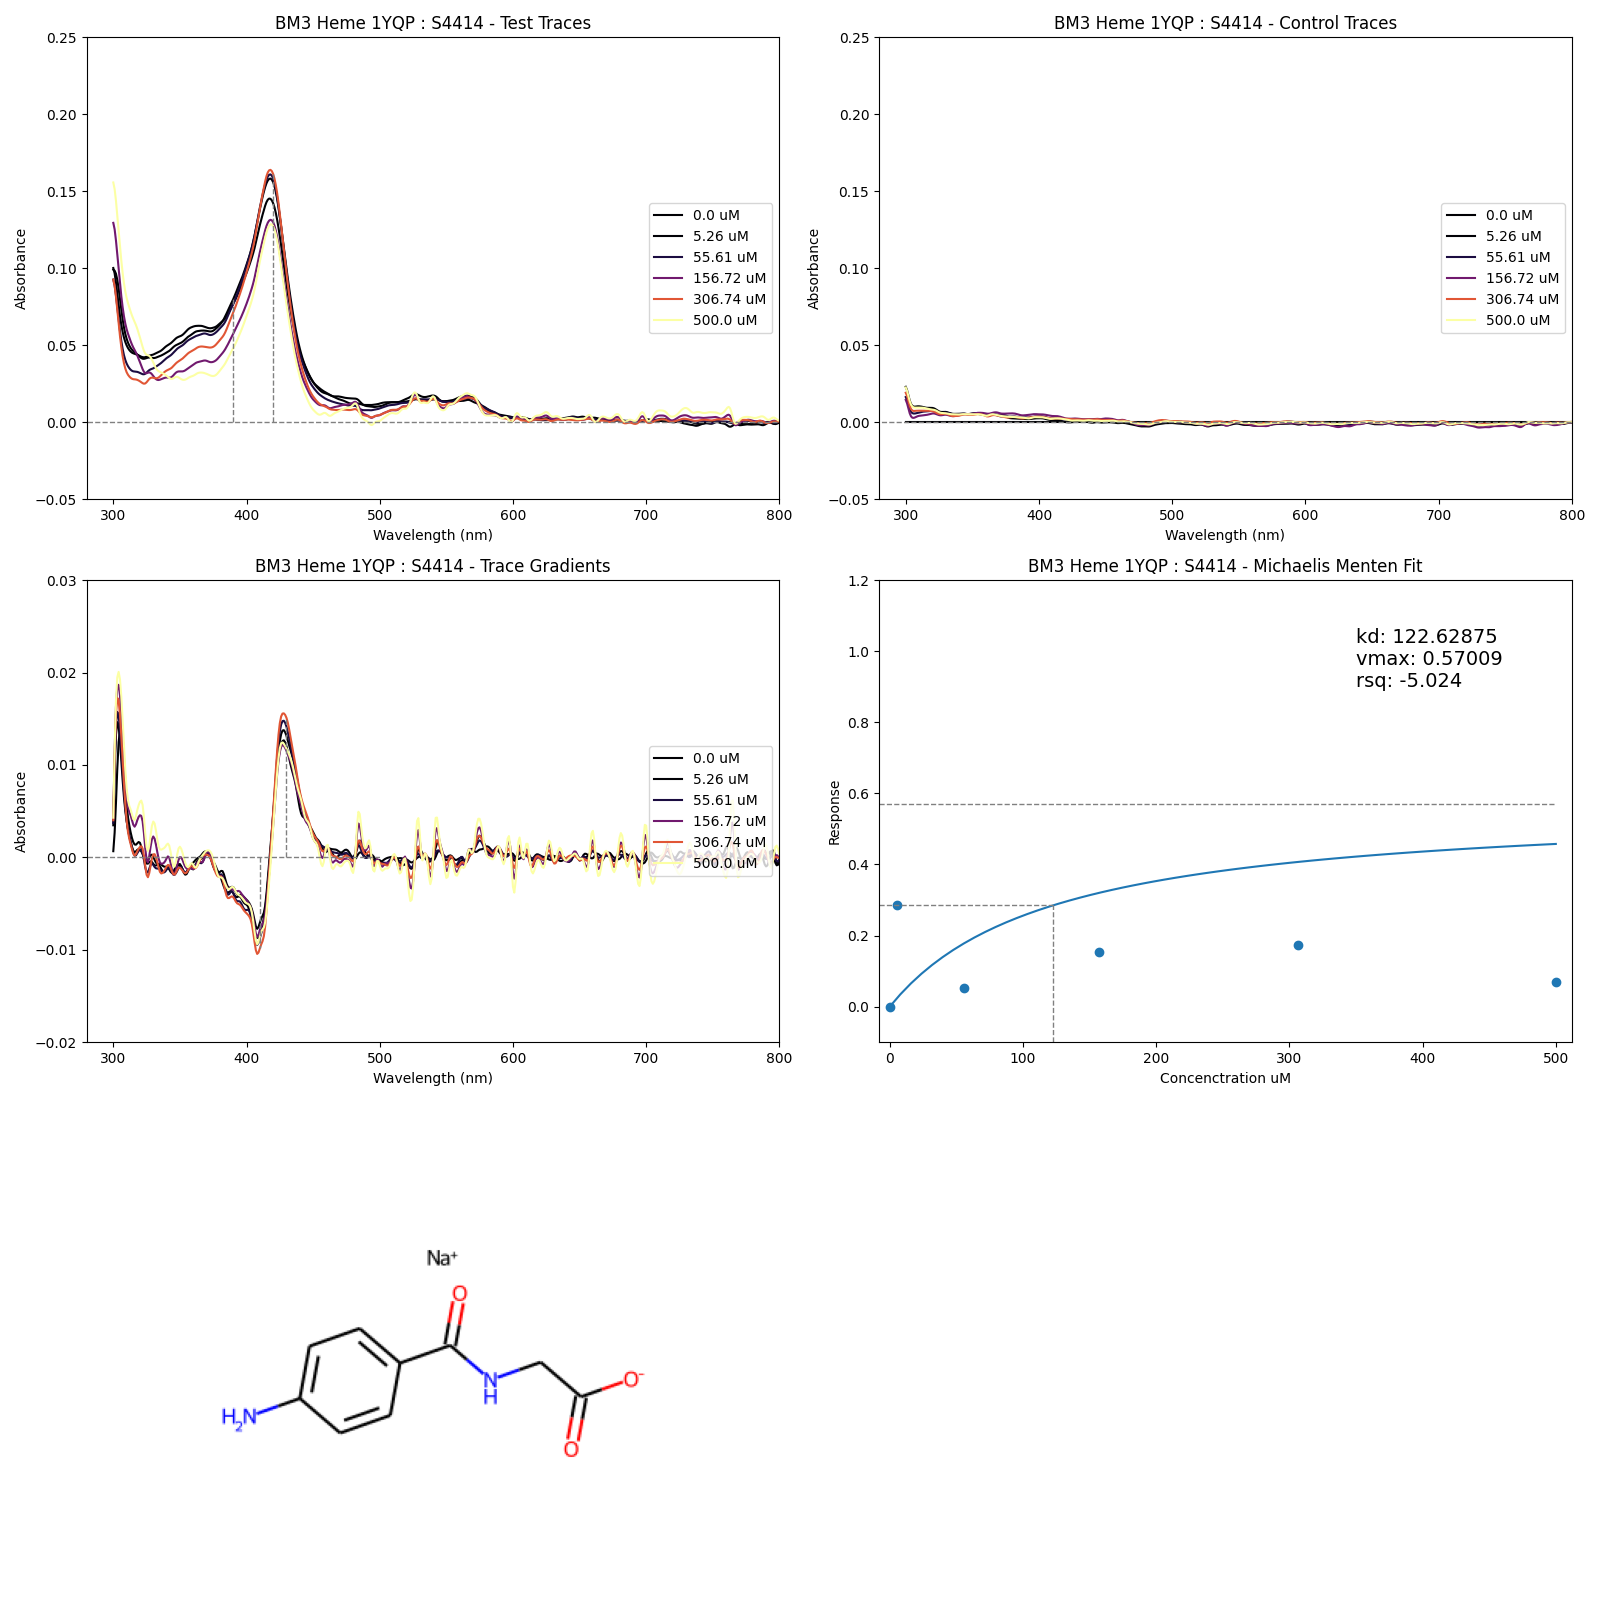 BM3 Heme 1YQP : S4414 - Test Traces
0.25
0.20
0.15
0.10
0.05
0.00
−0.05
Absorbance
300 400 500 600 700 800
Wavelength (nm)
0.0 uM
5.26 uM
55.61 uM
156.72 uM
306.74 uM
500.0 uM
BM3 Heme 1YQP : S4414 - Control Traces
0.25
0.20
0.15
0.10
0.05
0.00
−0.05
Absorbance
300 400 500 600 700 800
Wavelength (nm)
0.0 uM
5.26 uM
55.61 uM
156.72 uM
306.74 uM
500.0 uM
BM3 Heme 1YQP : S4414 - Trace Gradients
0.03
0.02
0.01
0.00
−0.01
−0.02
Absorbance
300 400 500 600 700 800
Wavelength (nm)
0.0 uM
5.26 uM
55.61 uM
156.72 uM
306.74 uM
500.0 uM
BM3 Heme 1YQP : S4414 - Michaelis Menten Fit
1.2
1.0
0.8
0.6
0.4
0.2
0.0
Response
kd: 122.62875
vmax: 0.57009
rsq: -5.024
0 100 200 300 400 500
Concenctration uM
Na+
O
N
H
O-
H2N
O